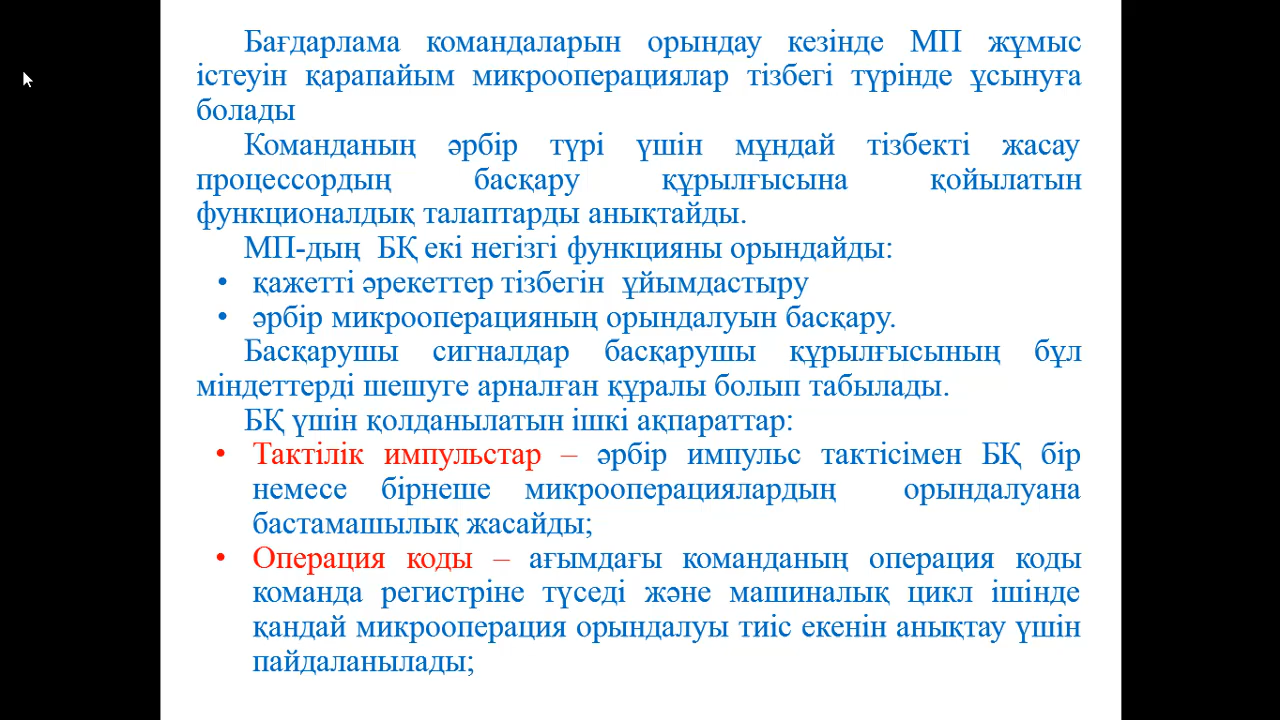 Бағдарлама командаларын орындау кезінде МП жұмыс
істеуін қарапайым микрооперациялар тізбегі түрінде ұсынуға
болады
Команданың әрбір түрі үшін мұндай тізбекті жасау
процессордың басқару құрылғысына қойылатын
функционалдық талаптарды анықтайды.
МП-дың БҚ екі негізгі функцияны орындайды:
• қажетті әрекеттер тізбегін ұйымдастыру
• әрбір микрооперацияның орындалуын басқару.
Басқарушы сигналдар басқарушы құрылғысының бұл
міндеттерді шешуге арналған құралы болып табылады.
БҚ үшін қолданылатын ішкі ақпараттар:
• Тактілік импульстар – әрбір импульс тактісімен БҚ бір
немесе бірнеше микрооперациялардың орындалуана
бастамашылық жасайды;
• Операция коды – ағымдағы команданың операция коды
команда регистріне түседі және машиналық цикл ішінде
қандай микрооперация орындалуы тиіс екенін анықтау үшін
пайдаланылады;